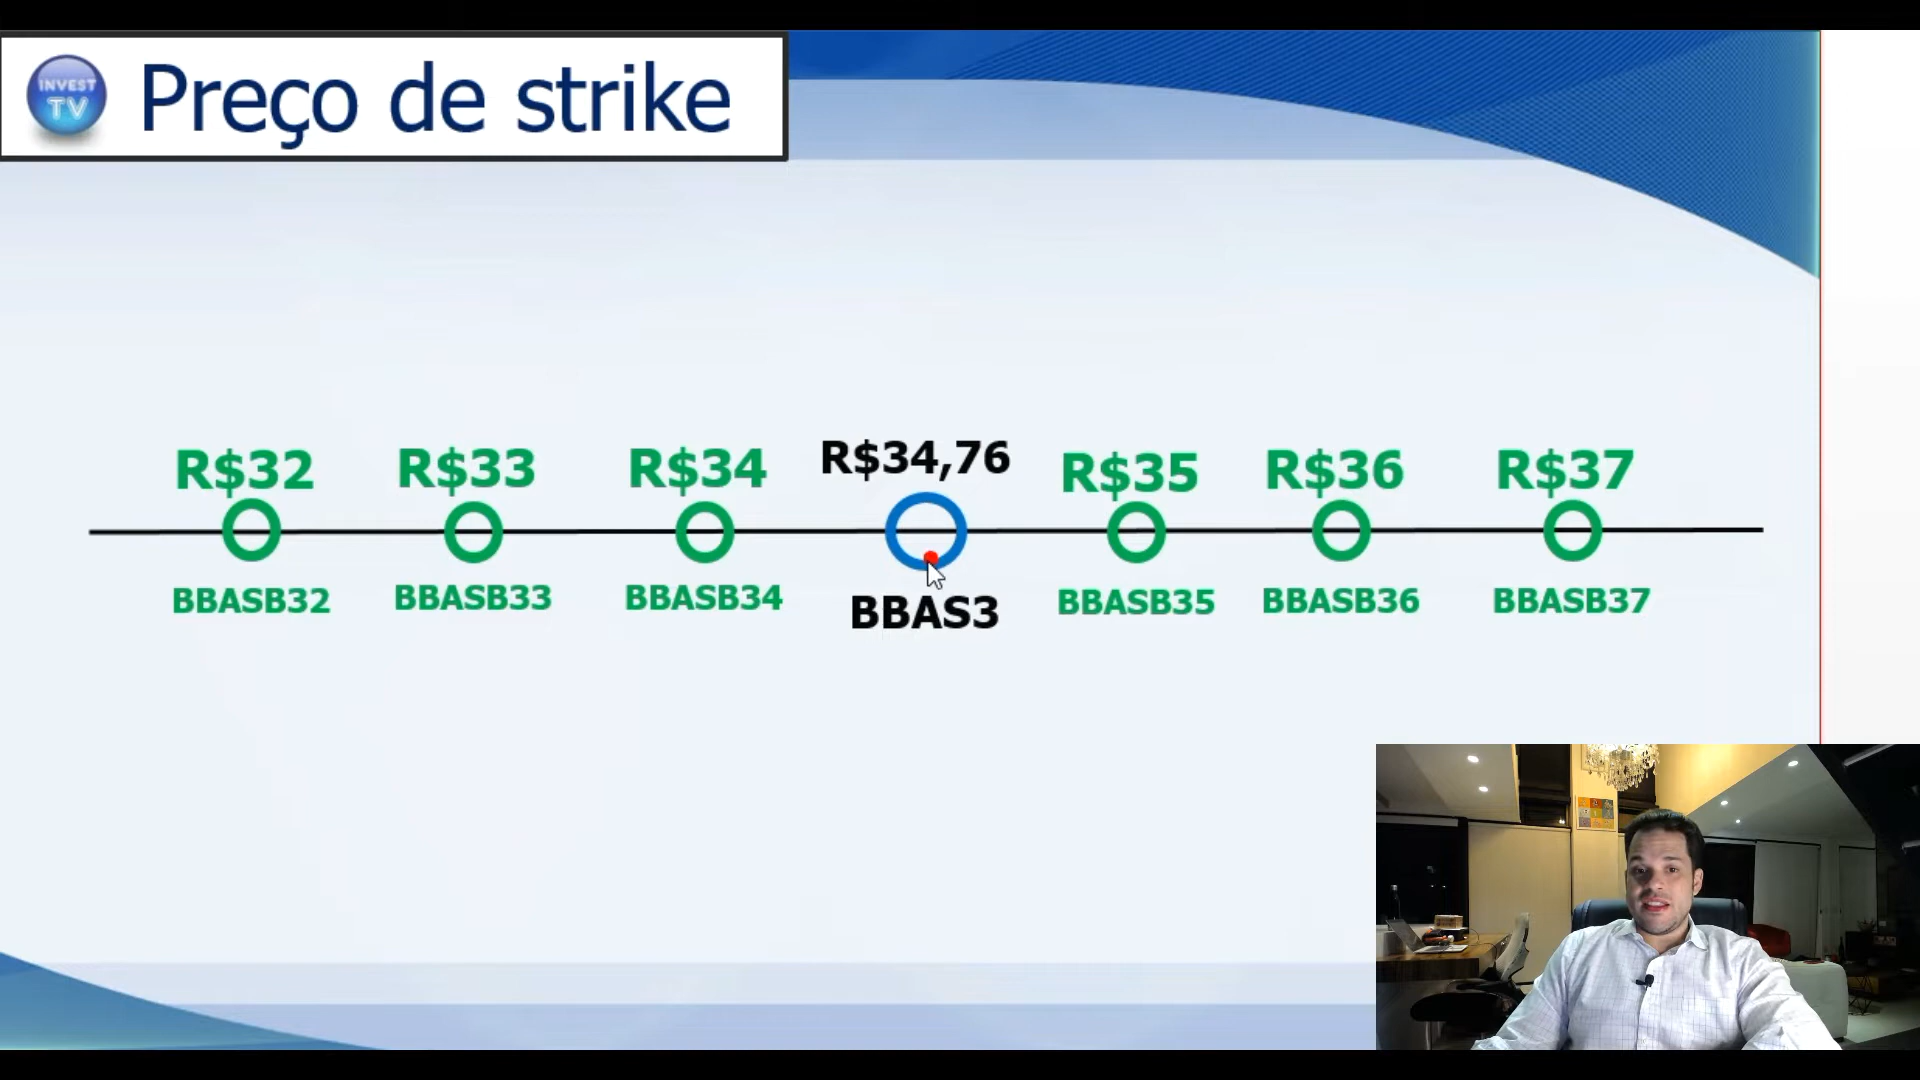 INVEST
TV
Preço de strike
R$32 R$33 R$34 R$34,76 R$35 R$36 R$37
BBASB32 BBASB33 BBASB34 BBAS3 BBASB35 BBASB36 BBASB37